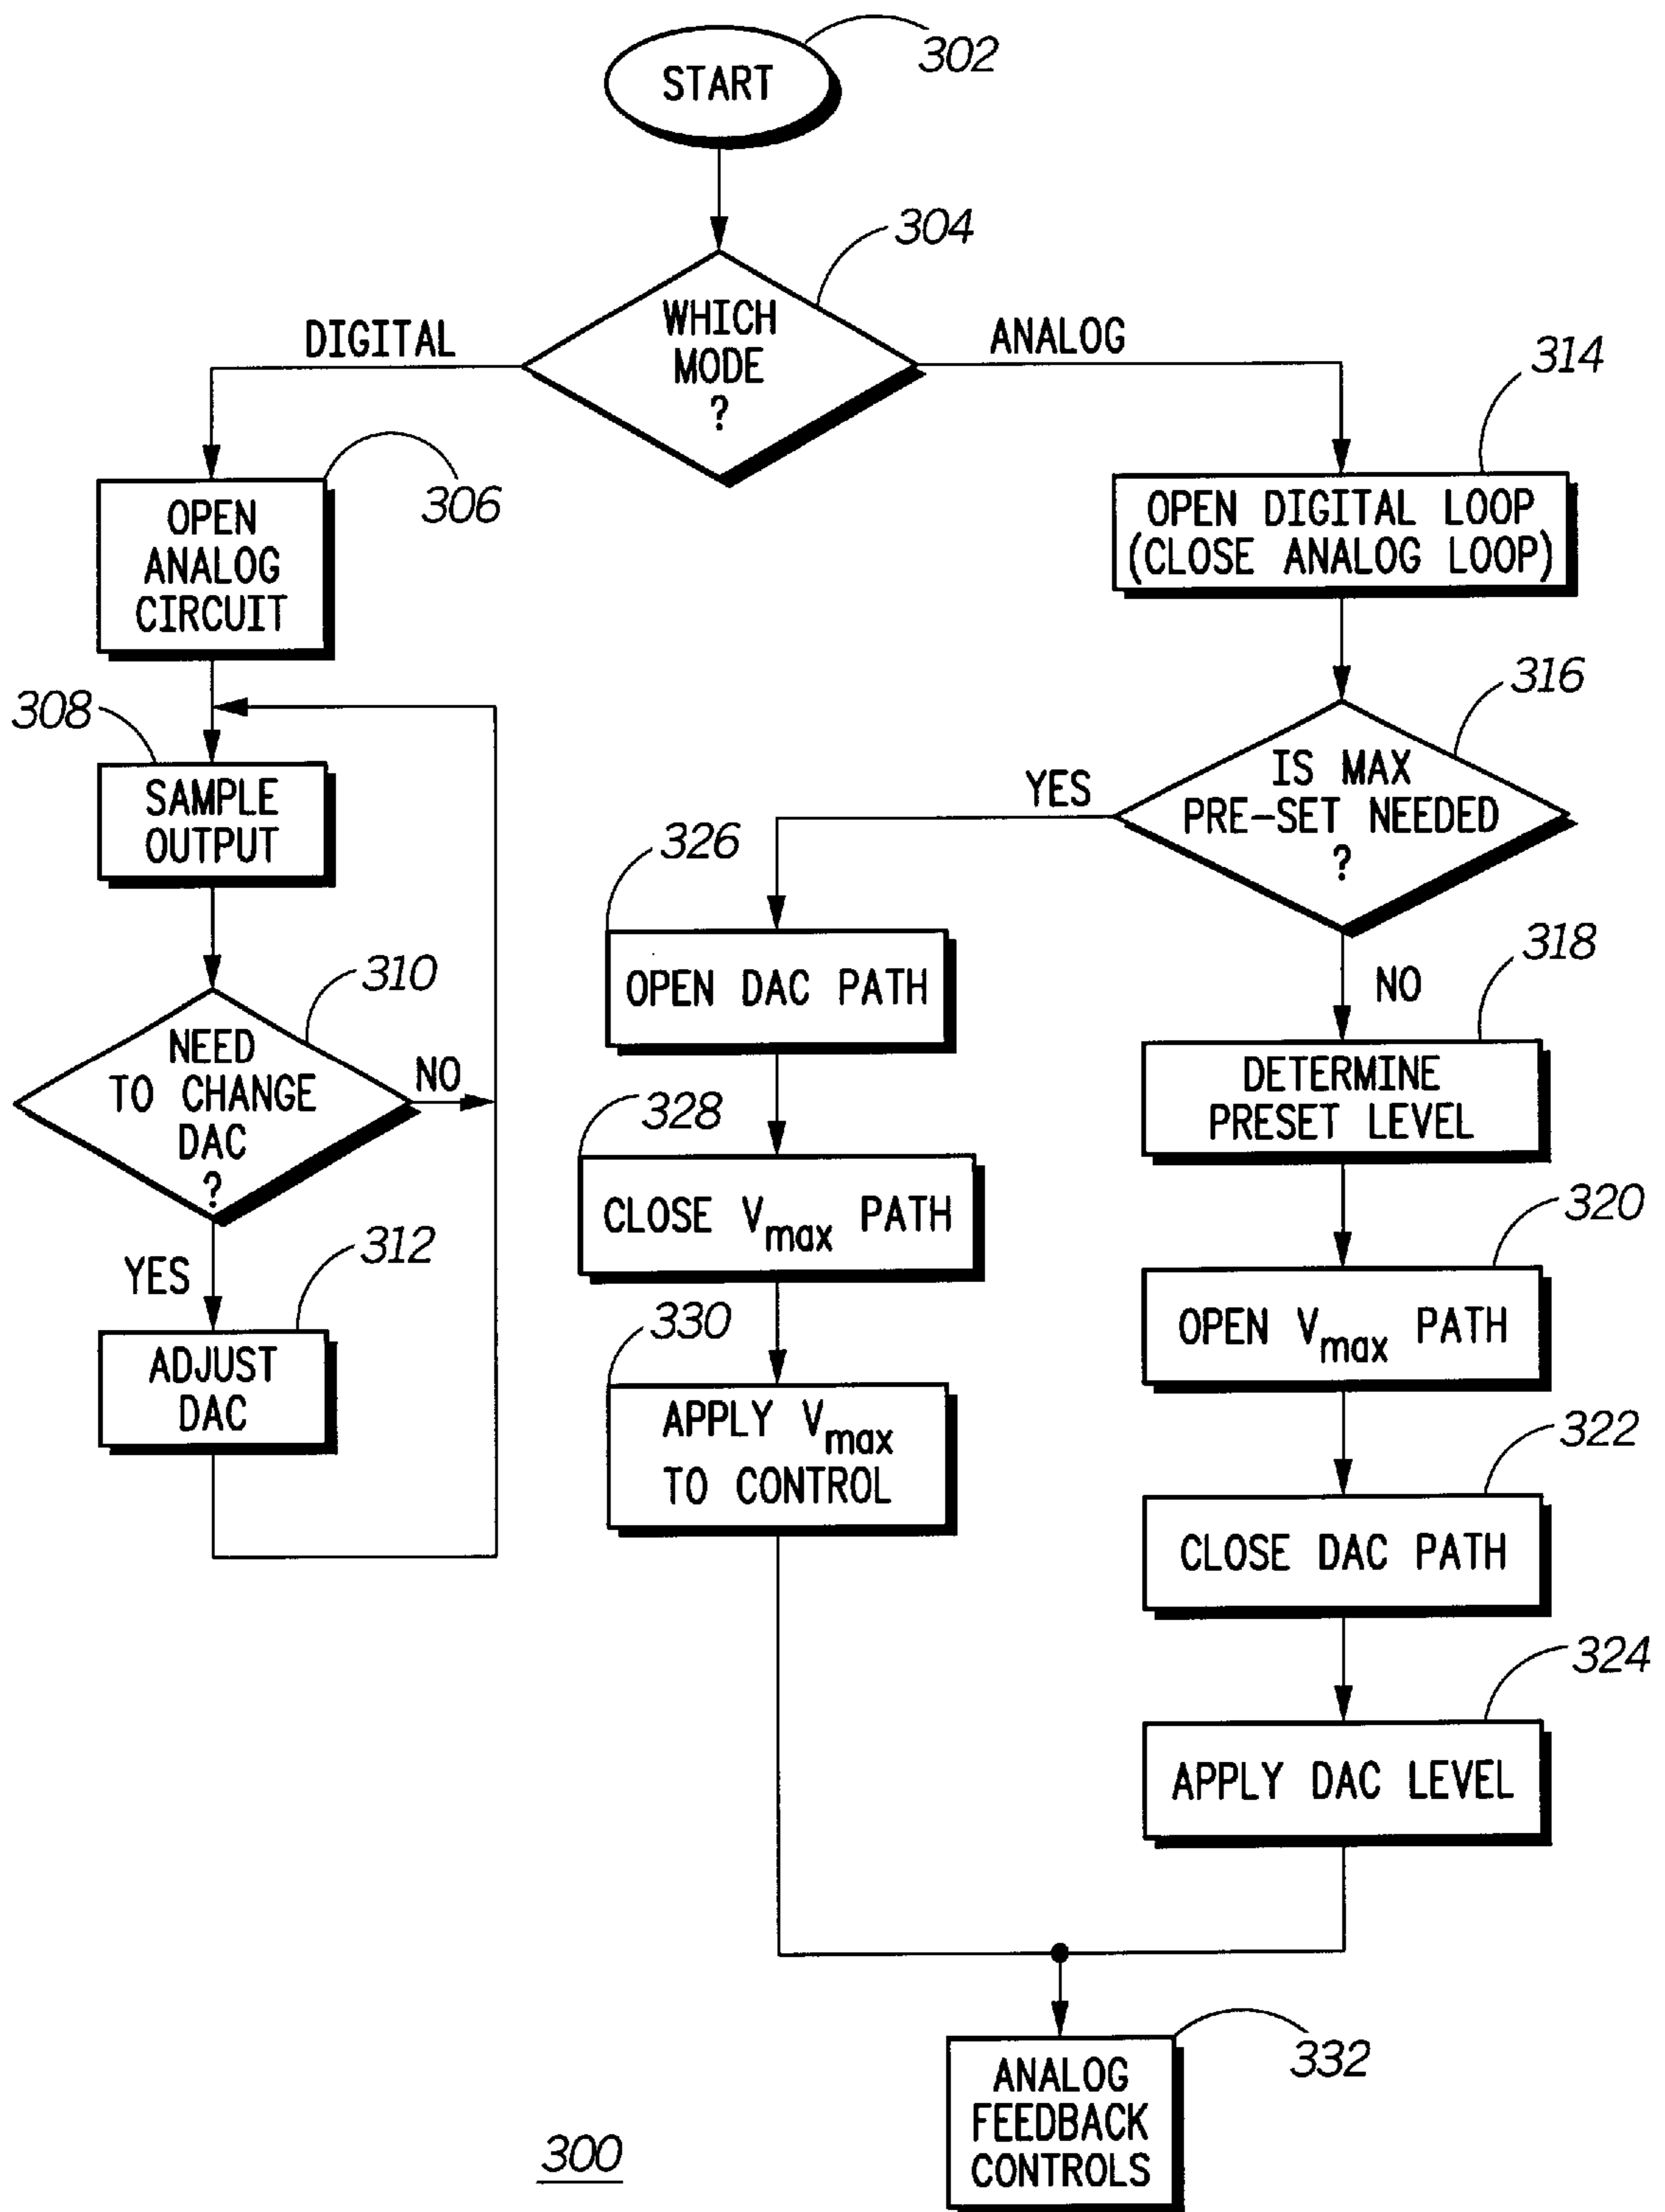 302
START
304
WHICH
MODE
?
DIGITAL
ANALOG
314
306
OPEN
ANALOG
CIRCUIT
OPEN DIGITAL LOOP
(CLOSE ANALOG LOOP)
308
316
SAMPLE
OUTPUT
IS MAX
PRE-SET NEEDED
?
YES
326
310
318
NO
OPEN DAC PATH
NEED
TO CHANGE
DAC
?
NO
DETERMINE
PRESET LEVEL
328
CLOSE Vmax PATH
320
312
YES
OPEN Vmax PATH
330
ADJUST
DAC
APPLY Vmax
TO CONTROL
322
CLOSE DAC PATH
324
APPLY DAC LEVEL
332
ANALOG
FEEDBACK
CONTROLS
300